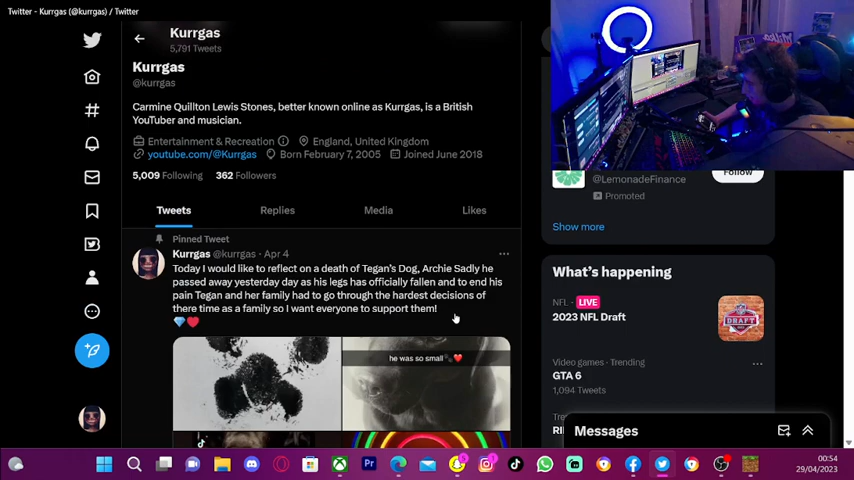 Twitter - Kurrgas (@kurrgas) / Twitter
Kurrgas
5,791 Tweets
Kurrgas
@kurrgas
Carmine Quillton Lewis Stones, better known online as Kurrgas, is a British
YouTuber and musician.
Entertainment & Recreation
England, United Kingdom
youtube.com/@Kurrgas
Born February 7, 2005
Joined June 2018
5,009 Following
362 Followers
Tweets
Replies
Media
Likes
Pinned Tweet
Kurrgas @kurrgas · Apr 4
Today I would like to reflect on a death of Tegan's Dog, Archie Sadly he
passed away yesterday day as his legs has officially fallen and to end his
pain Tegan and her family had to go through the hardest decisions of
there time as a family so I want everyone to support them!
he was so small
@LemonadeFinance
Promoted
Follow
Show more
What's happening
NFL · LIVE
2023 NFL Draft
DRAFT
Video games · Trending
GTA 6
1,094 Tweets
Messages
00:54
29/04/2023